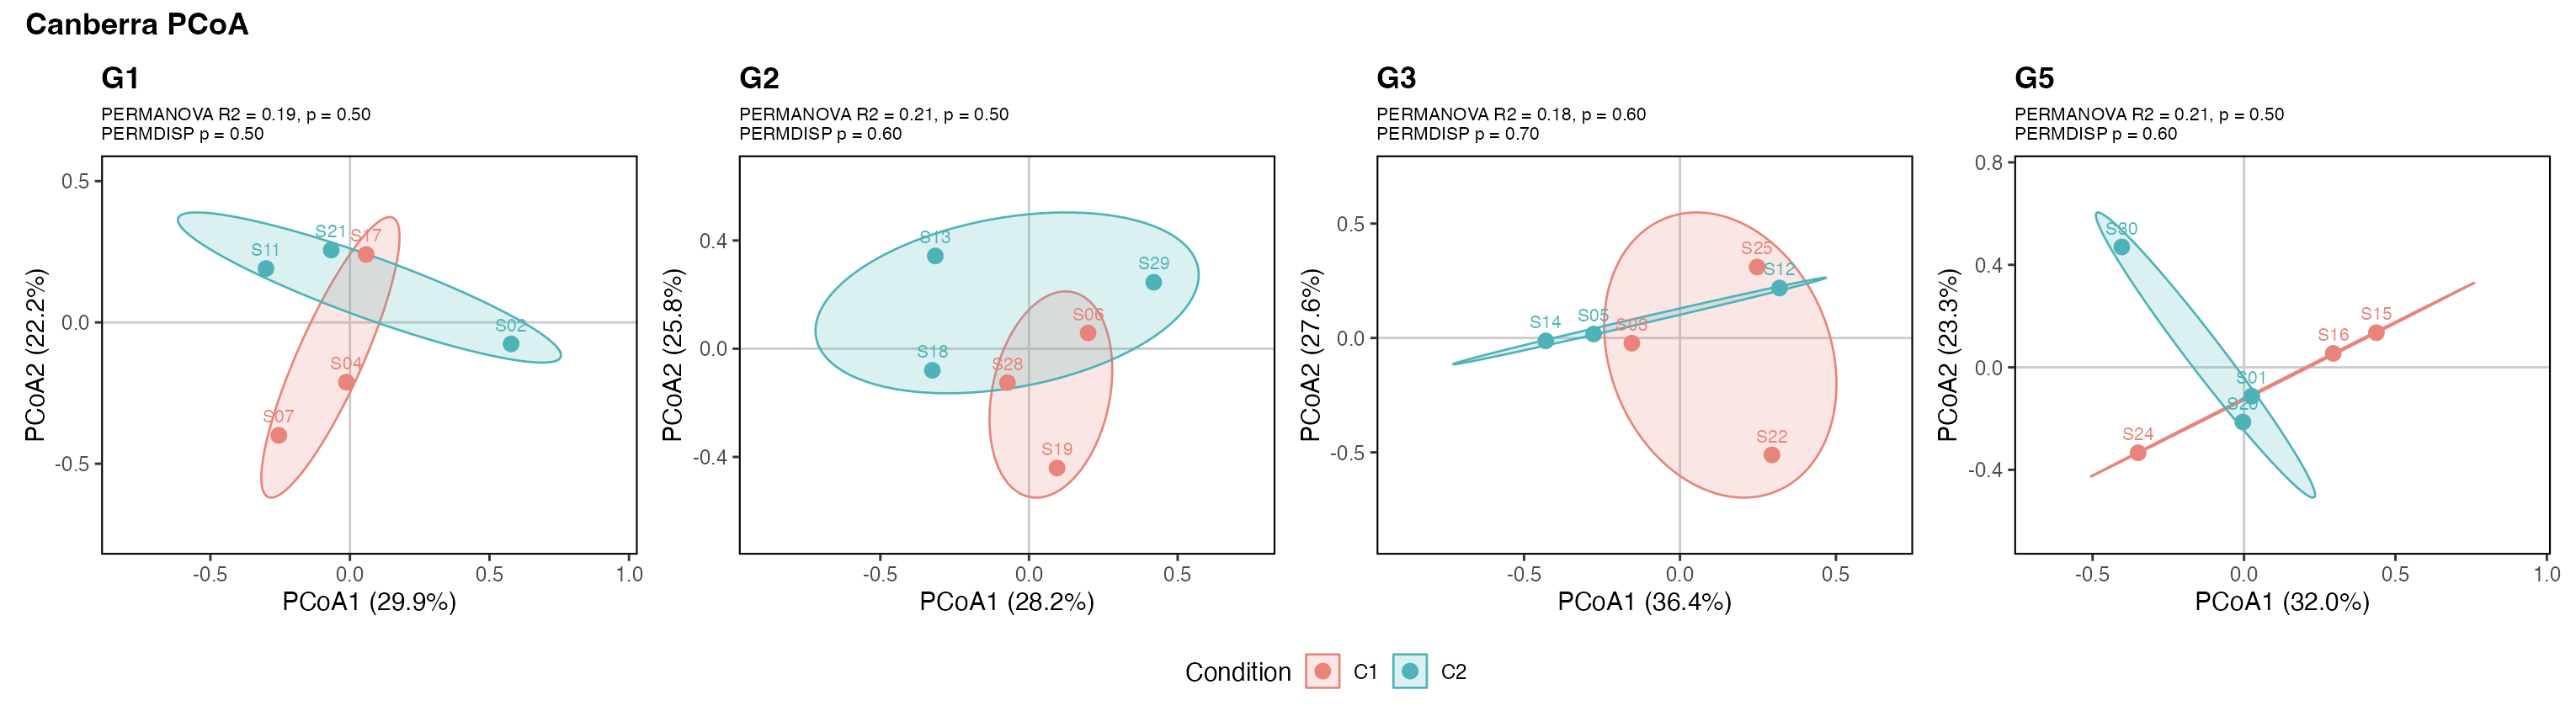 Canberra PCoA
G1
PERMANOVA R2 = 0.19, p = 0.50
PERMDISP p = 0.50
PCoA2 (22.2%)
0.5
0.0
-0.5
S11
S21
S17
S02
S04
S07
-0.5
0.0
0.5
1.0
PCoA1 (29.9%)
G2
PERMANOVA R2 = 0.21, p = 0.50
PERMDISP p = 0.60
PCoA2 (25.8%)
0.4
0.0
-0.4
S13
S29
S06
S18
S28
S19
-0.5
0.0
0.5
PCoA1 (28.2%)
G3
PERMANOVA R2 = 0.18, p = 0.60
PERMDISP p = 0.70
PCoA2 (27.6%)
0.5
0.0
-0.5
S25
S12
S14
S05
S03
S22
-0.5
0.0
0.5
PCoA1 (36.4%)
G5
PERMANOVA R2 = 0.21, p = 0.50
PERMDISP p = 0.60
PCoA2 (23.3%)
0.8
0.4
0.0
-0.4
S30
S15
S16
S01
S20
S24
-0.5
0.0
0.5
1.0
PCoA1 (32.0%)
Condition
C1
C2